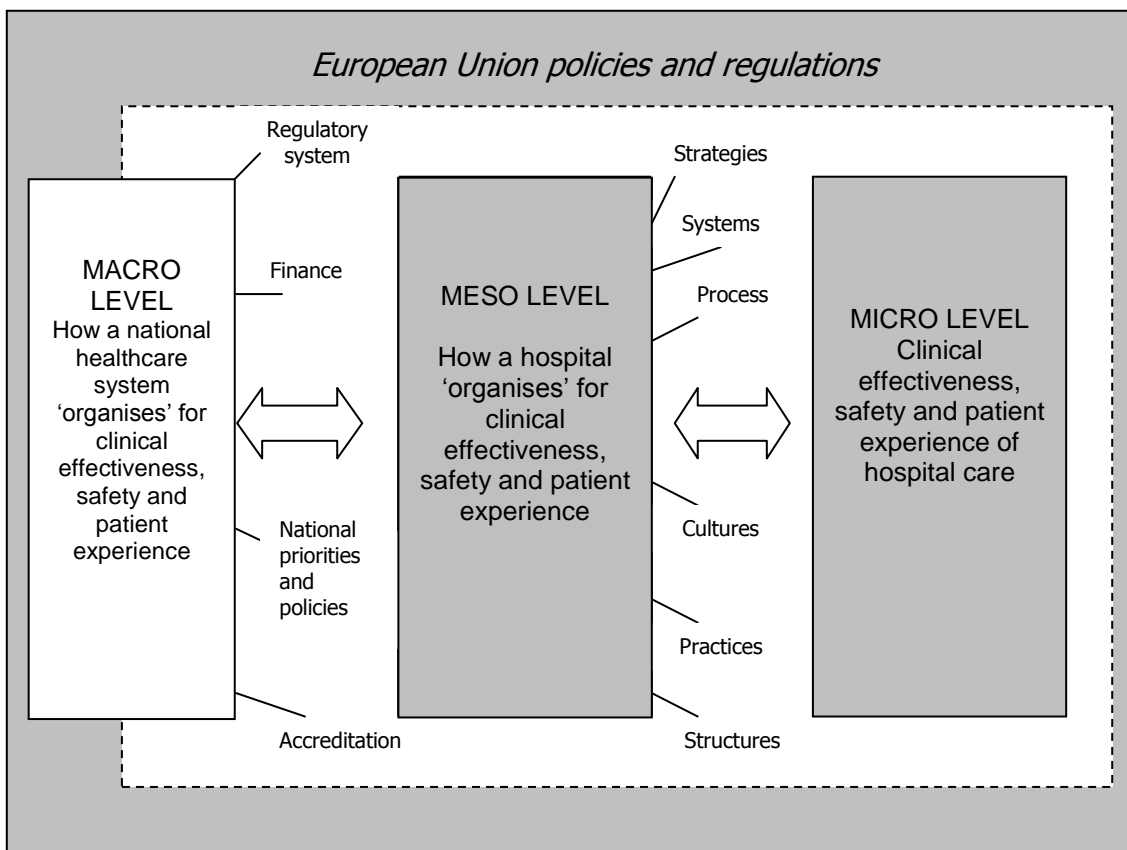 European Union policies and regulations
Regulatory
system
Finance
MACRO
LEVEL
How a national
healthcare
system
‘organises’ for
clinical
effectiveness,
safety and
patient
experience
National
priorities
and
policies
Accreditation
Strategies
Systems
Process
MESO LEVEL
How a hospital
‘organises’ for
clinical
effectiveness,
safety and patient
experience
Cultures
Practices
Structures
MICRO LEVEL
Clinical
effectiveness,
safety and patient
experience of
hospital care